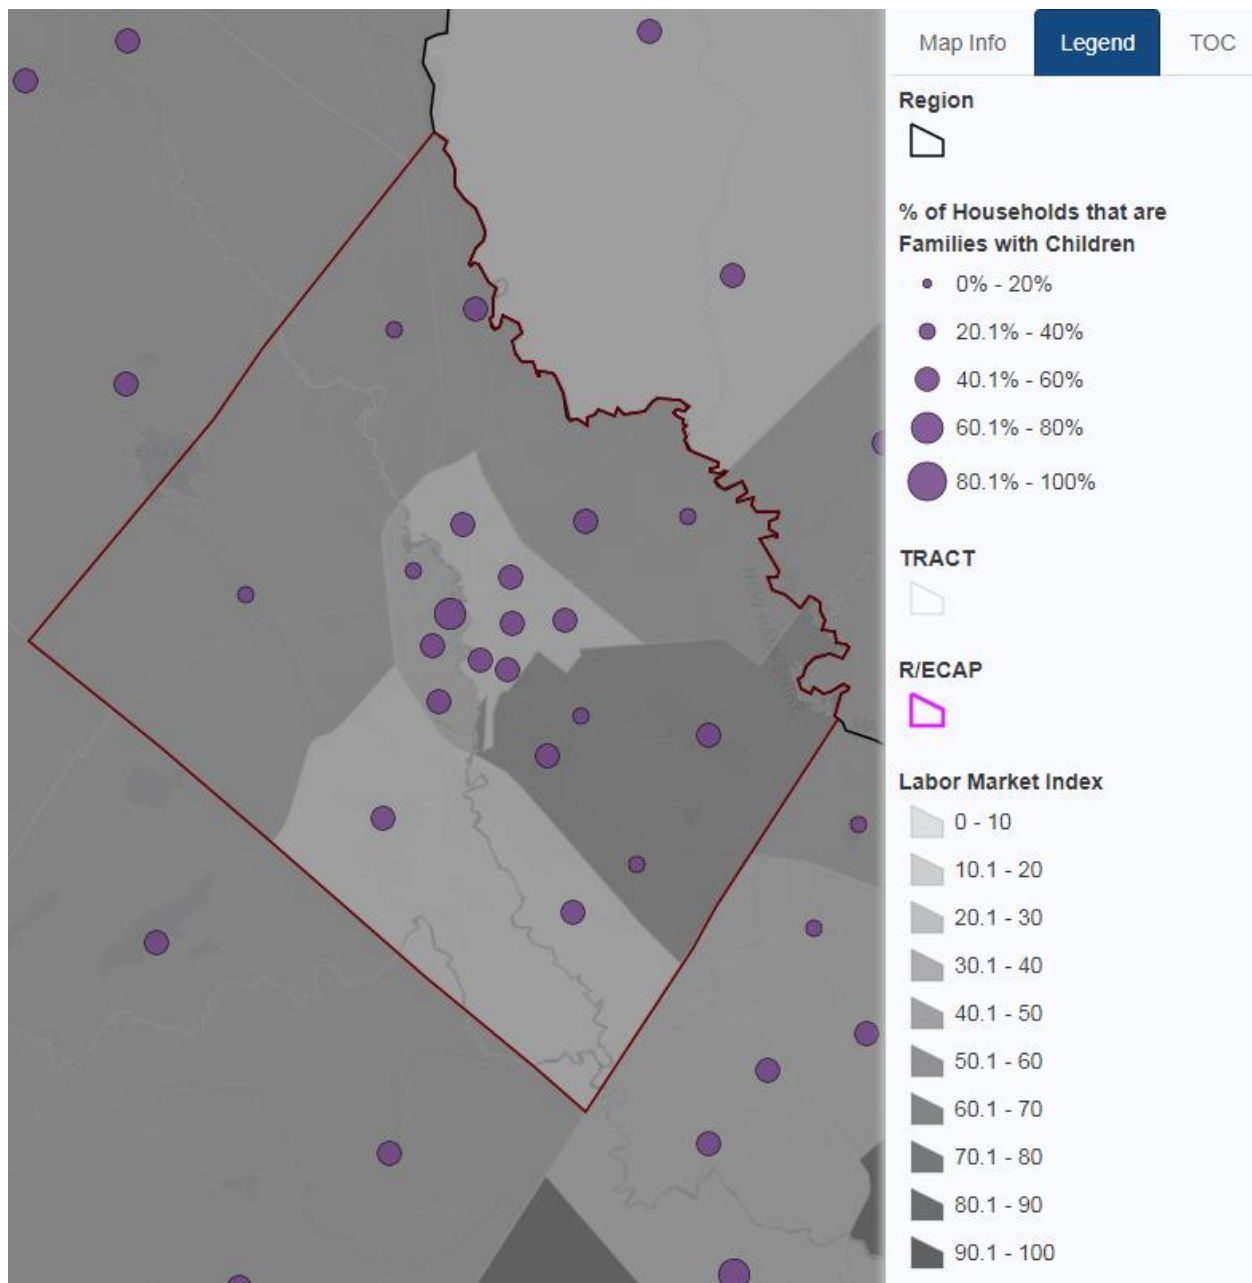 Map Info Legend TOC
Region
% of Households that are
Families with Children
0% - 20%
20.1% - 40%
40.1% - 60%
60.1% - 80%
80.1% - 100%
TRACT
R/ECAP
Labor Market Index
0 - 10
10.1 - 20
20.1 - 30
30.1 - 40
40.1 - 50
50.1 - 60
60.1 - 70
70.1 - 80
80.1 - 90
90.1 - 100
NEW HAMPSHIRE